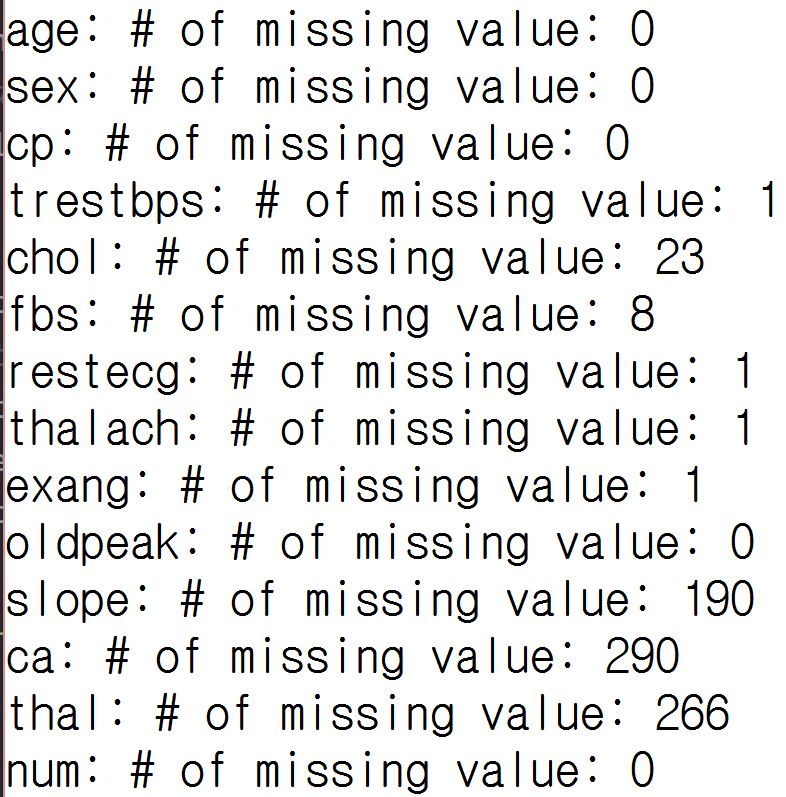 age: # of missing value: 0
sex: # of missing value: 0
cp: # of missing value: 0
trestbps: # of missing value: 1
chol: # of missing value: 23
fbs: # of missing value: 8
restecg: # of missing value: 1
thalach: # of missing value: 1
exang: # of missing value: 1
oldpeak: # of missing value: 0
slope: # of missing value: 190
ca: # of missing value: 290
thal: # of missing value: 266
num: # of missing value: 0